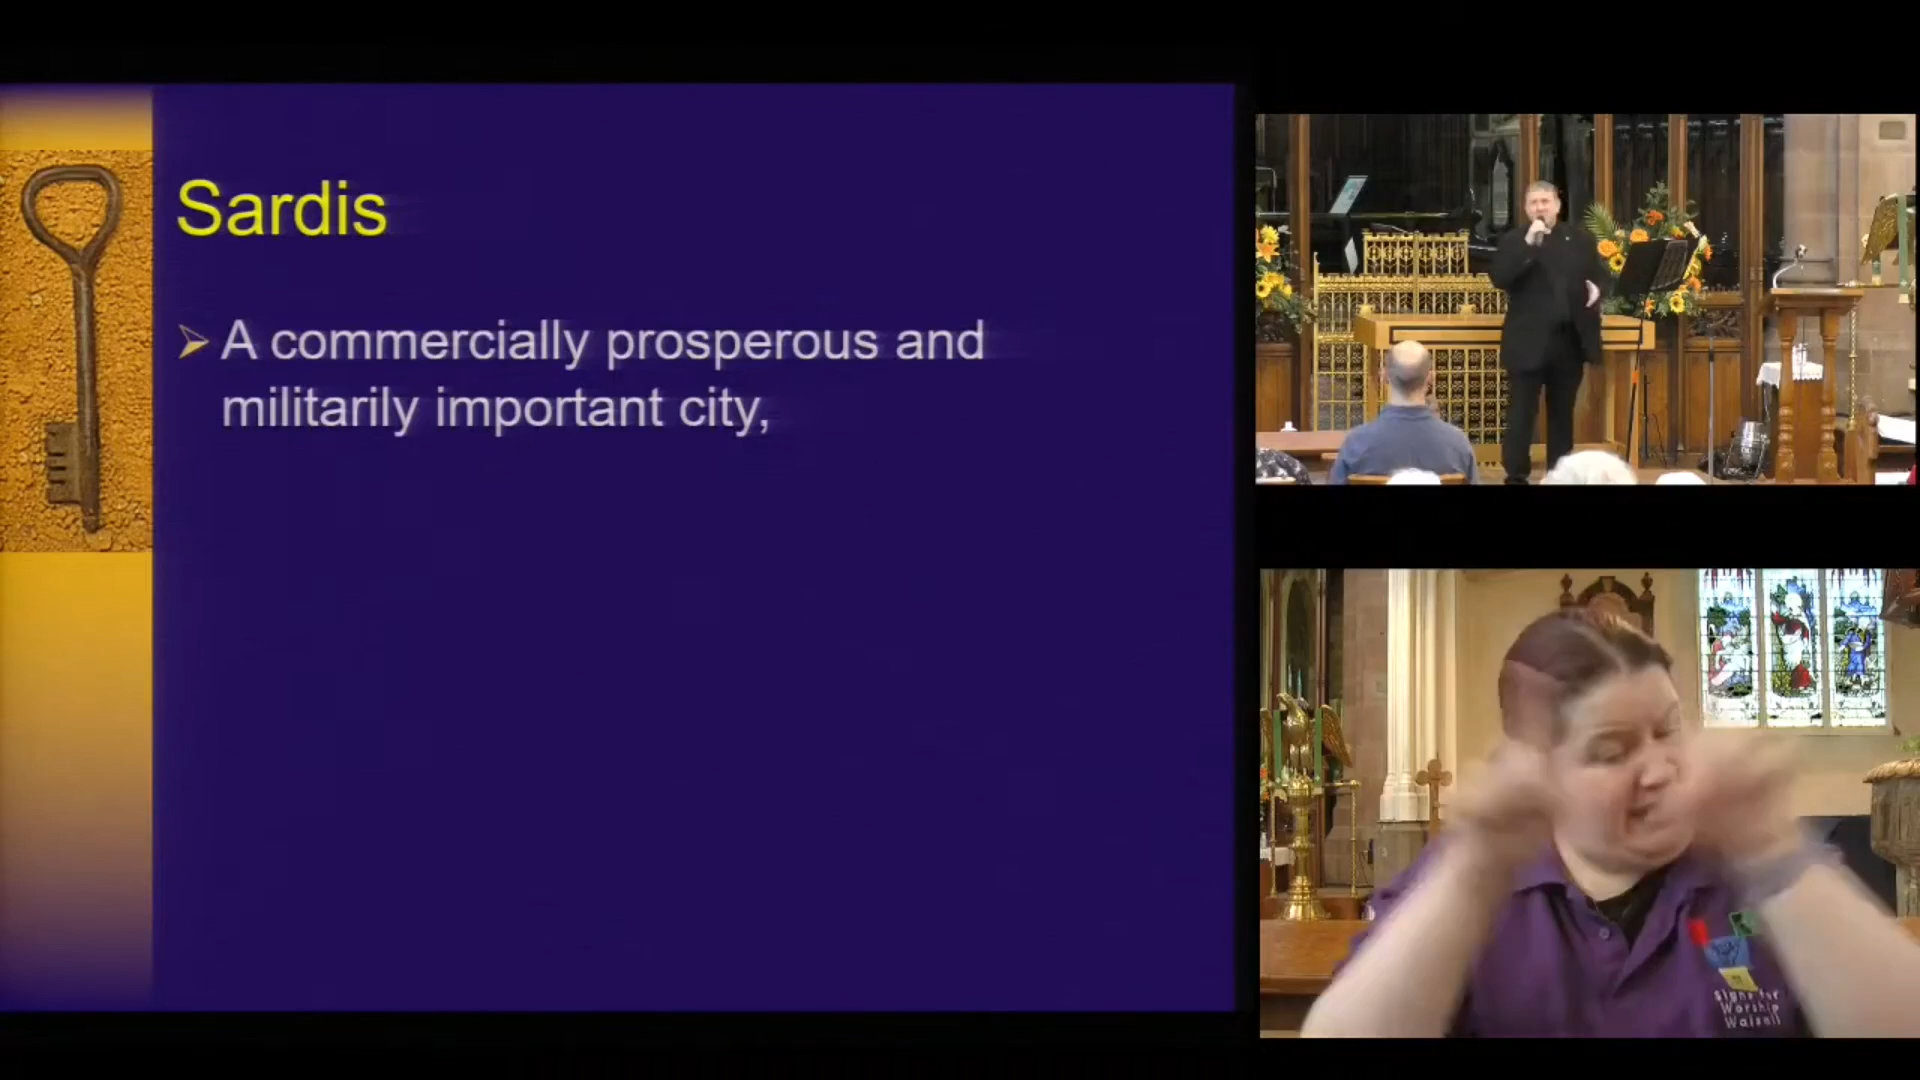 Sardis
A commercially prosperous and
militarily important city,
Signs for
Worship
Walsall